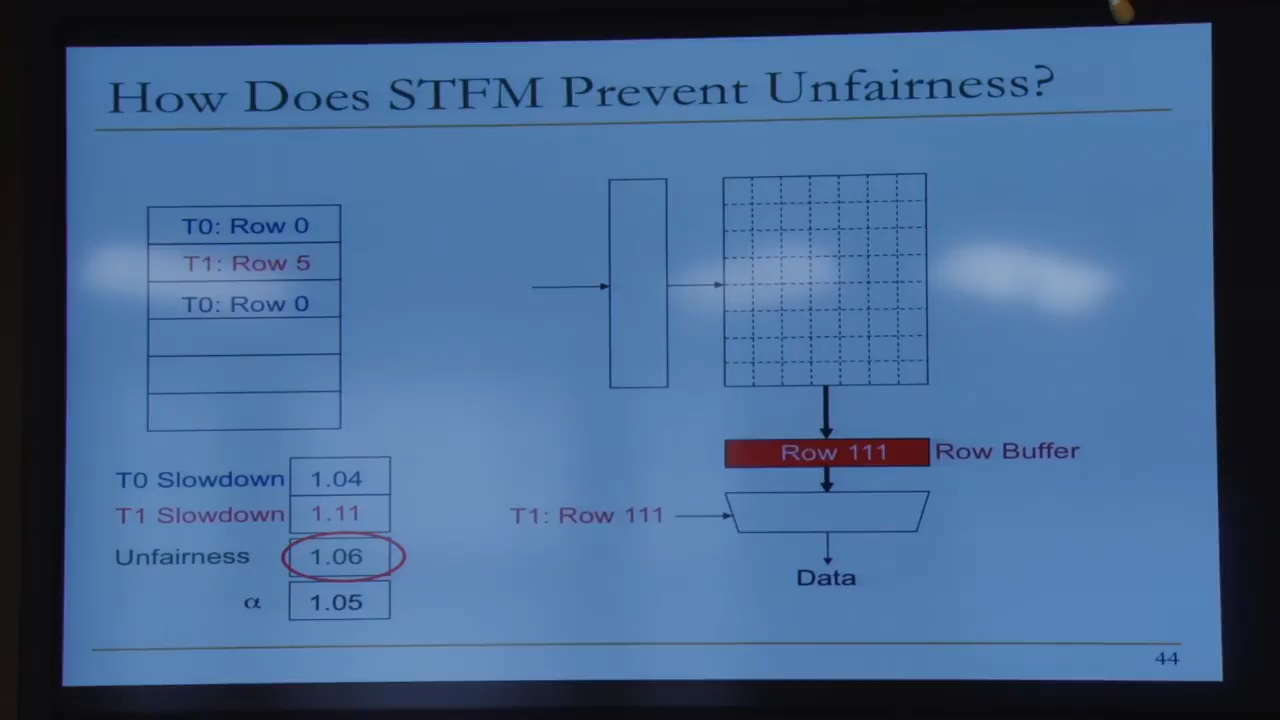 How Does STFM Prevent Unfairness?
T0: Row 0
T1: Row 5
T0: Row 0
T0 Slowdown 1.04
T1 Slowdown 1.11
Unfairness 1.06
α 1.05
Row 111 Row Buffer
T1: Row 111
Data
44